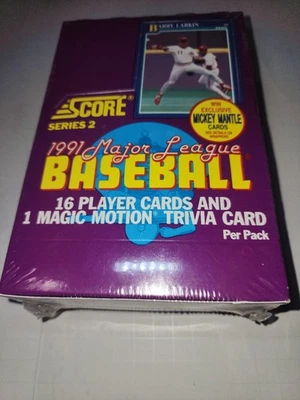 BARRY LARKIN
SCORE
SERIES 2
WIN
EXCLUSIVE
MICKEY MANTLE
CARDS
1991 Major League
BASEBALL
16 PLAYER CARDS AND
1 MAGIC MOTION TRIVIA CARD
Per Pack